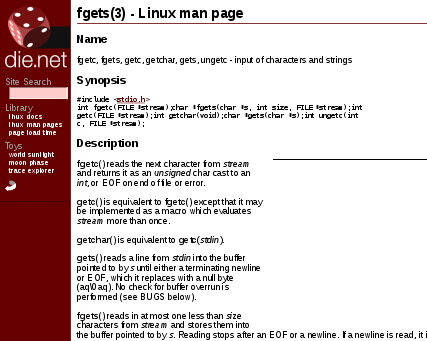 fgets(3) - Linux man page
Name
fgetc, fgets, getc, getchar, gets, ungetc - input of characters and strings
Synopsis
#include <stdio.h>
int fgetc(FILE *stream);char *fgets(char *s, int size, FILE *stream);int
getc(FILE *stream);int getchar(void);char *gets(char *s);int ungetc(int
c, FILE *stream);
Description
fgetc() reads the next character from stream
and returns it as an unsigned char cast to an
int, or EOF on end of file or error.
getc() is equivalent to fgetc() except that it may
be implemented as a macro which evaluates
stream more than once.
getchar() is equivalent to getc(stdin).
gets() reads a line from stdin into the buffer
pointed to by s until either a terminating newline
or EOF, which it replaces with a null byte
(aq\0aq). No check for buffer overrun is
performed (see BUGS below).
fgets() reads in at most one less than size
characters from stream and stores them into
the buffer pointed to by s. Reading stops after an EOF or a newline. If a newline is read, it i
die.net
Site Search
Library
linux docs
linux man pages
page load time
Toys
world sunlight
moon phase
trace explorer